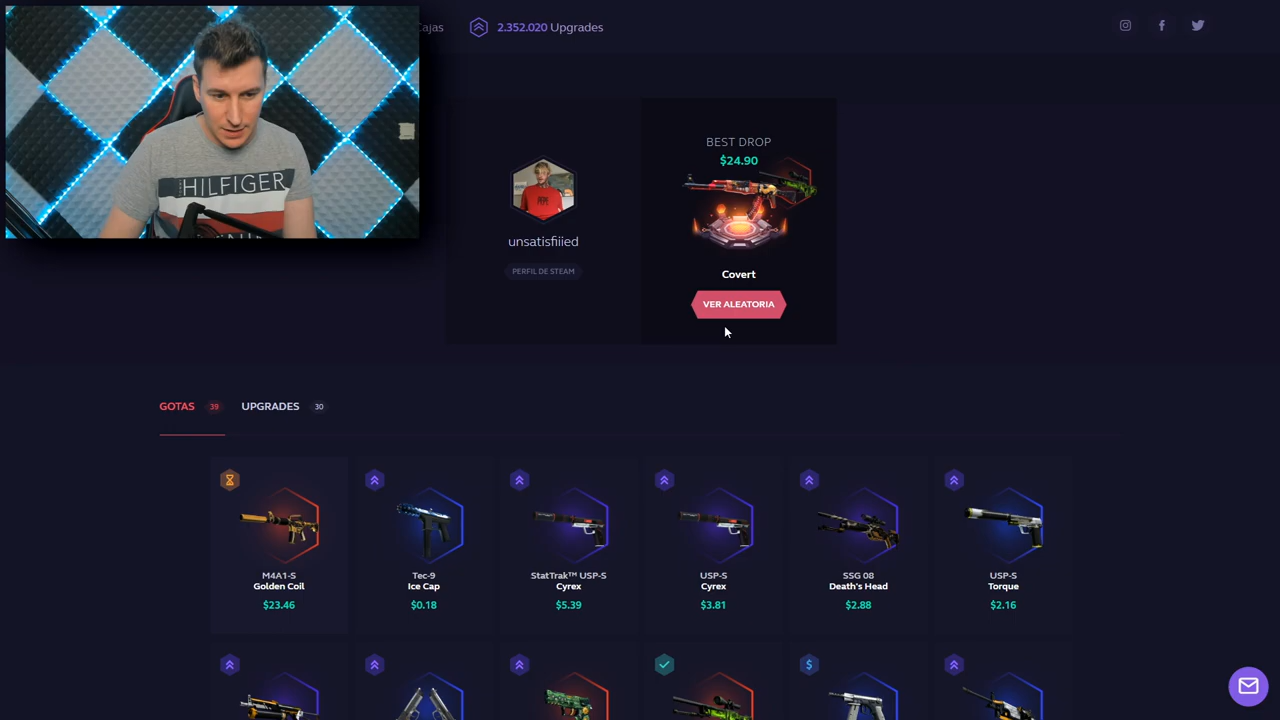 Cajas
2.352.020 Upgrades
HILFIGER
BEST DROP
$24.90
unsatisfiiied
PERFIL DE STEAM
Covert
VER ALEATORIA
GOTAS 39 UPGRADES 30
M4A1-S
Golden Coil
$23.46
Tec-9
Ice Cap
$0.18
StatTrak™ USP-S
Cyrex
$5.39
USP-S
Cyrex
$3.81
SSG 08
Death's Head
$2.88
USP-S
Torque
$2.16